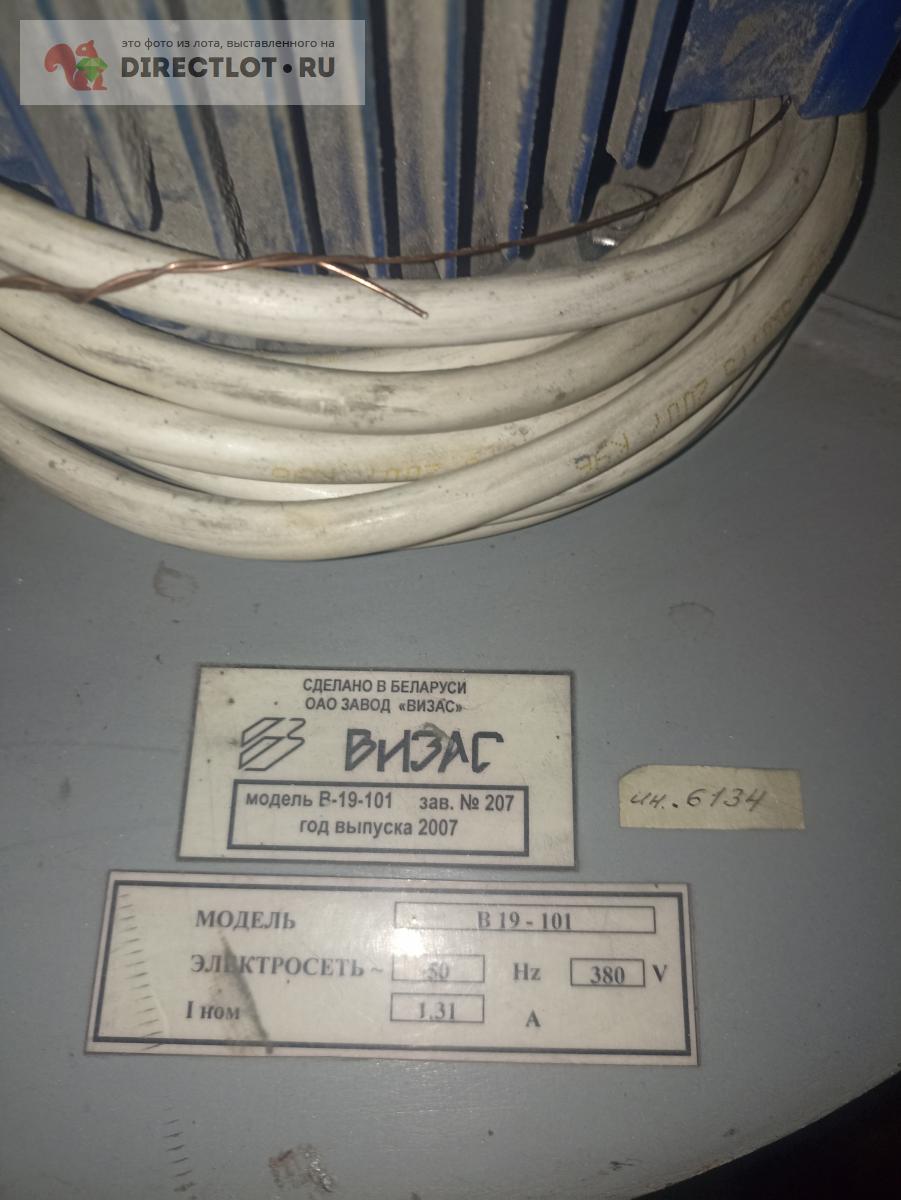 это фото из лота, выставленного на
DIRECTLOT.RU
2007
СДЕЛАНО В БЕЛАРУСИ
ОАО ЗАВОД «ВИЗАС»
ВИЗАС
модель В-19-101 зав. № 207
год выпуска 2007
ин. 6134
МОДЕЛЬ В 19 - 101
ЭЛЕКТРОСЕТЬ ~ 50 Hz 380 V
I ном 1,31 А